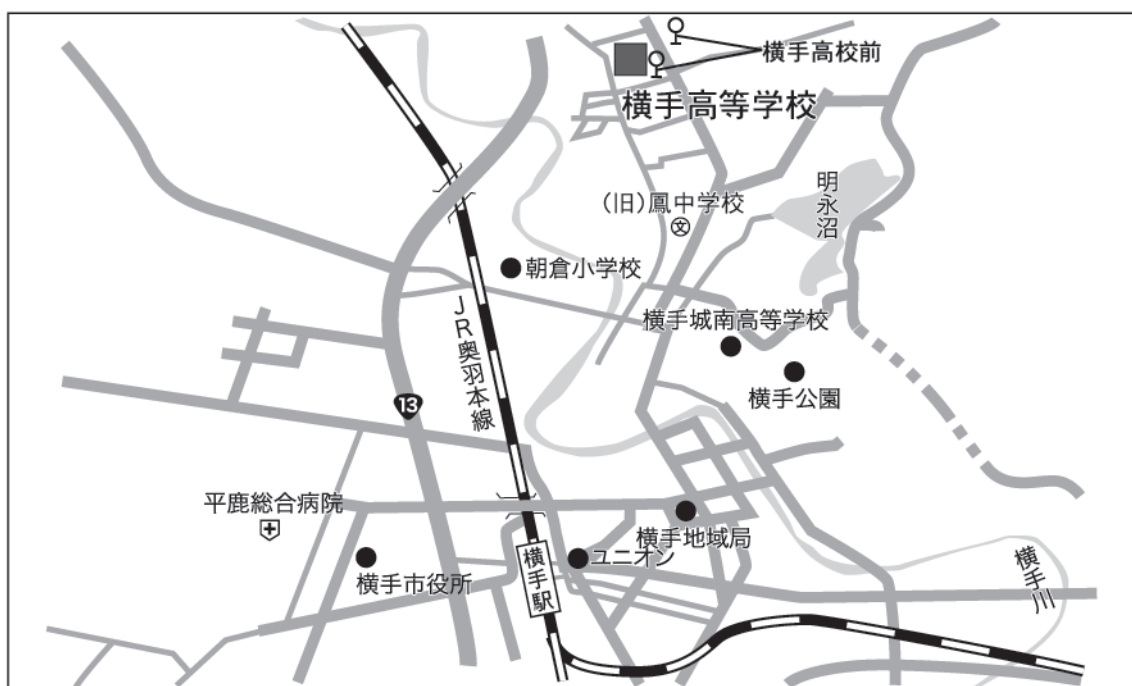 横手高校前
横手高等学校
明永沼
(旧)鳳中学校
朝倉小学校
横手城南高等学校
JR奥羽本線
横手公園
13
平鹿総合病院
横手地域局
ユニオン
横手市役所
横手駅
横手川
文